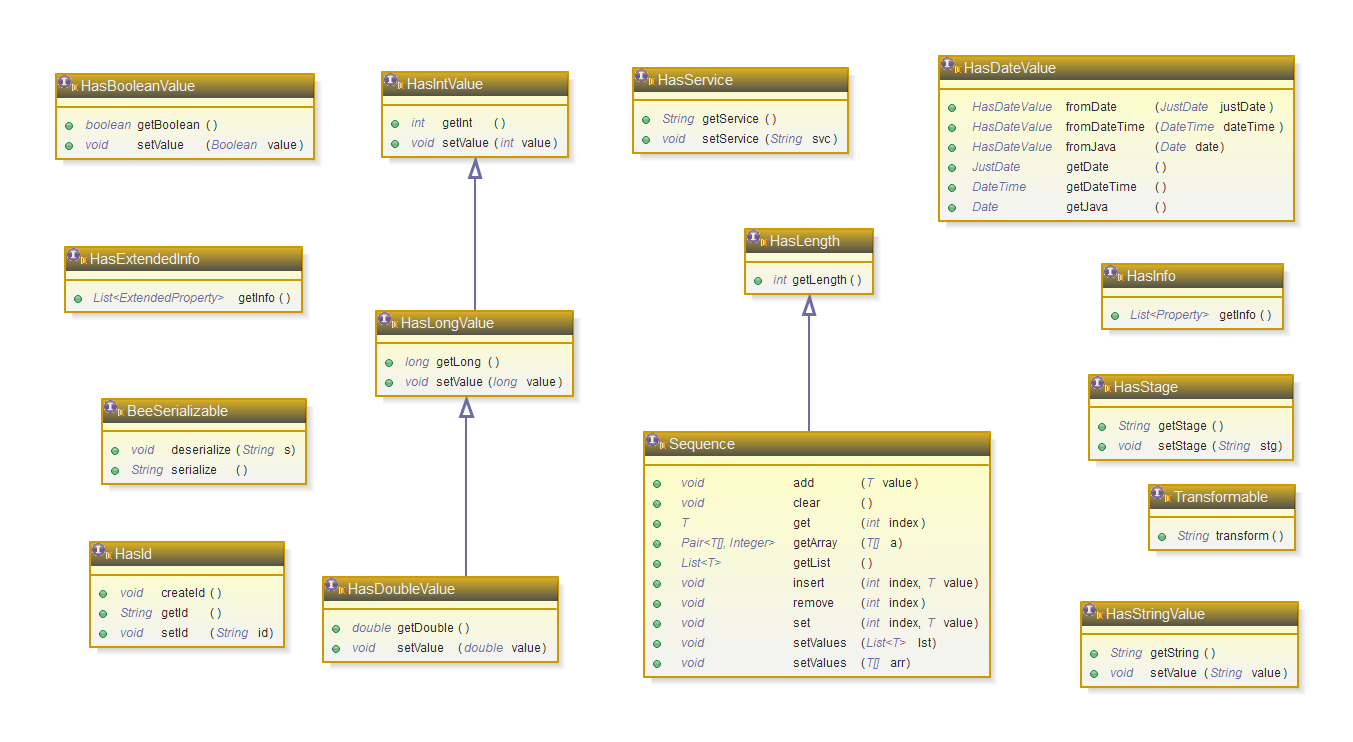 HasBooleanValue
boolean getBoolean ()
void setValue (Boolean value)
HasIntValue
int getInt ()
void setValue (int value)
HasService
String getService ()
void setService (String svc)
HasDateValue
HasDateValue fromDate (JustDate justDate)
HasDateValue fromDateTime (DateTime dateTime)
HasDateValue fromJava (Date date)
JustDate getDate ()
DateTime getDateTime ()
Date getJava ()
HasExtendedInfo
List<ExtendedProperty> getInfo ()
HasLongValue
long getLong ()
void setValue (long value)
HasLength
int getLength ()
HasInfo
List<Property> getInfo ()
BeeSerializable
void deserialize (String s)
String serialize ()
HasStage
String getStage ()
void setStage (String stg)
Sequence
void add (T value)
void clear ()
T get (int index)
Pair<T[], Integer> getArray (T[] a)
List<T> getList ()
void insert (int index, T value)
void remove (int index)
void set (int index, T value)
void setValues (List<T> lst)
void setValues (T[] arr)
Transformable
String transform ()
HasId
void createId ()
String getId ()
void setId (String id)
HasDoubleValue
double getDouble ()
void setValue (double value)
HasStringValue
String getString ()
void setValue (String value)